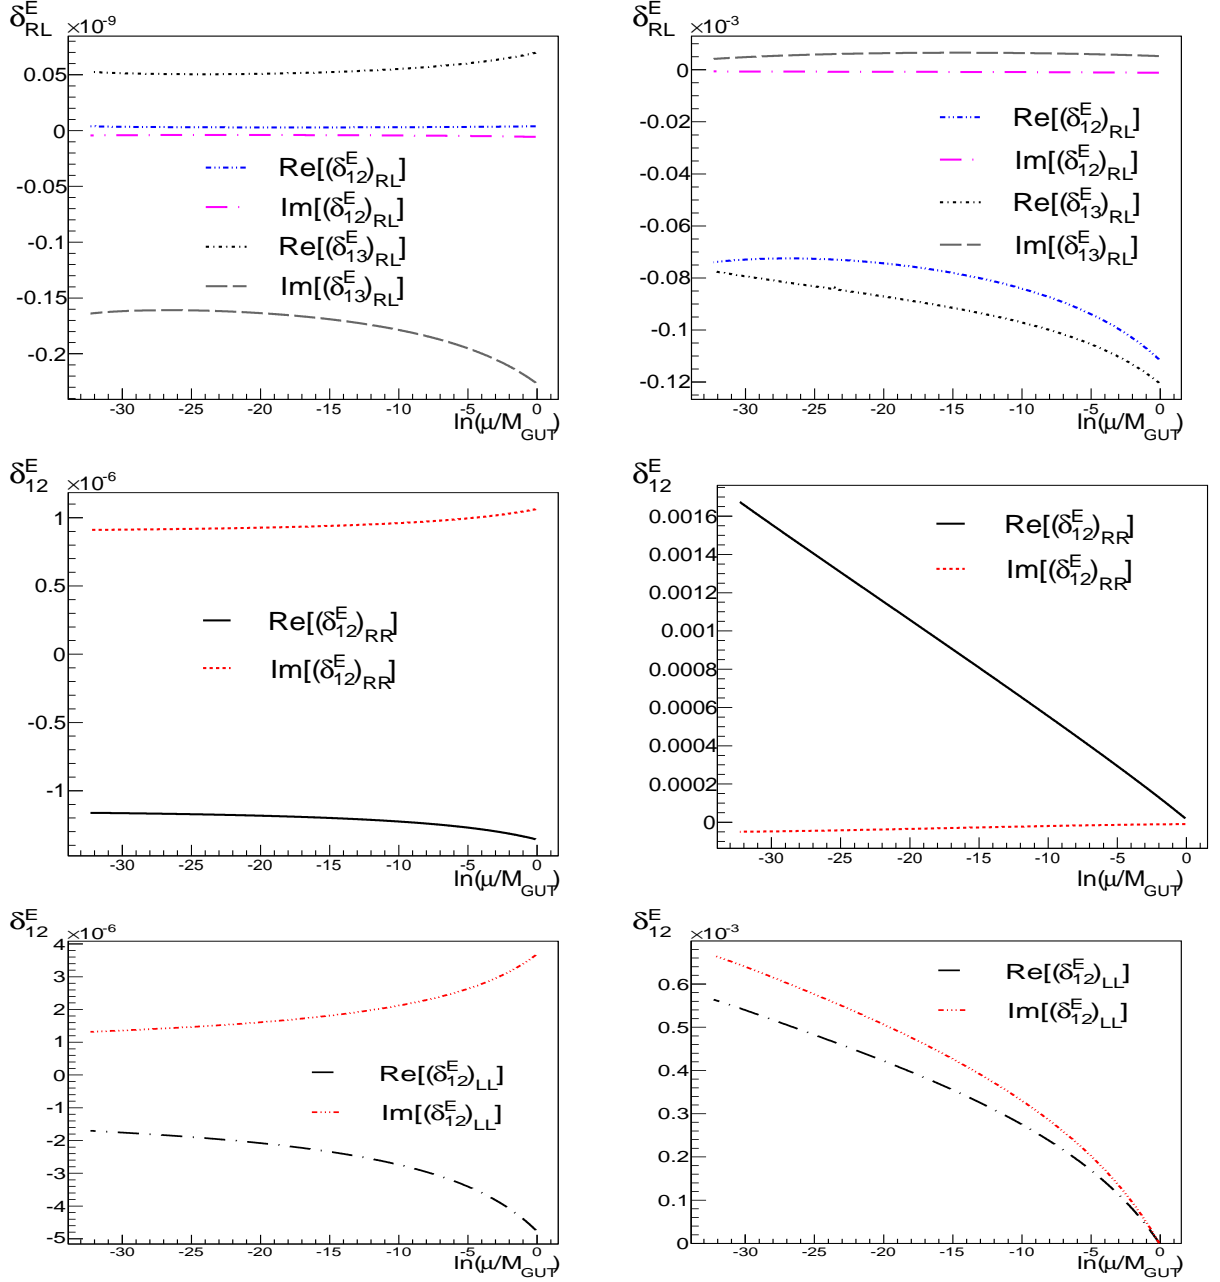 δ^E_RL ×10^-9
0.05
0
-0.05
-0.1
-0.15
-0.2
Re[(δ^E_12)_RL]
Im[(δ^E_12)_RL]
Re[(δ^E_13)_RL]
Im[(δ^E_13)_RL]
-30 -25 -20 -15 -10 -5 0
ln(μ/M_GUT)
δ^E_RL ×10^-3
0
-0.02
-0.04
-0.06
-0.08
-0.1
-0.12
Re[(δ^E_12)_RL]
Im[(δ^E_12)_RL]
Re[(δ^E_13)_RL]
Im[(δ^E_13)_RL]
-30 -25 -20 -15 -10 -5 0
ln(μ/M_GUT)
δ^E_12 ×10^-6
1
0.5
0
-0.5
-1
Re[(δ^E_12)_RR]
Im[(δ^E_12)_RR]
-30 -25 -20 -15 -10 -5 0
ln(μ/M_GUT)
δ^E_12
0.0016
0.0014
0.0012
0.001
0.0008
0.0006
0.0004
0.0002
0
Re[(δ^E_12)_RR]
Im[(δ^E_12)_RR]
-30 -25 -20 -15 -10 -5 0
ln(μ/M_GUT)
δ^E_12 ×10^-6
4
3
2
1
0
-1
-2
-3
-4
-5
Re[(δ^E_12)_LL]
Im[(δ^E_12)_LL]
-30 -25 -20 -15 -10 -5 0
ln(μ/M_GUT)
δ^E_12 ×10^-3
0.6
0.5
0.4
0.3
0.2
0.1
0
Re[(δ^E_12)_LL]
Im[(δ^E_12)_LL]
-30 -25 -20 -15 -10 -5 0
ln(μ/M_GUT)